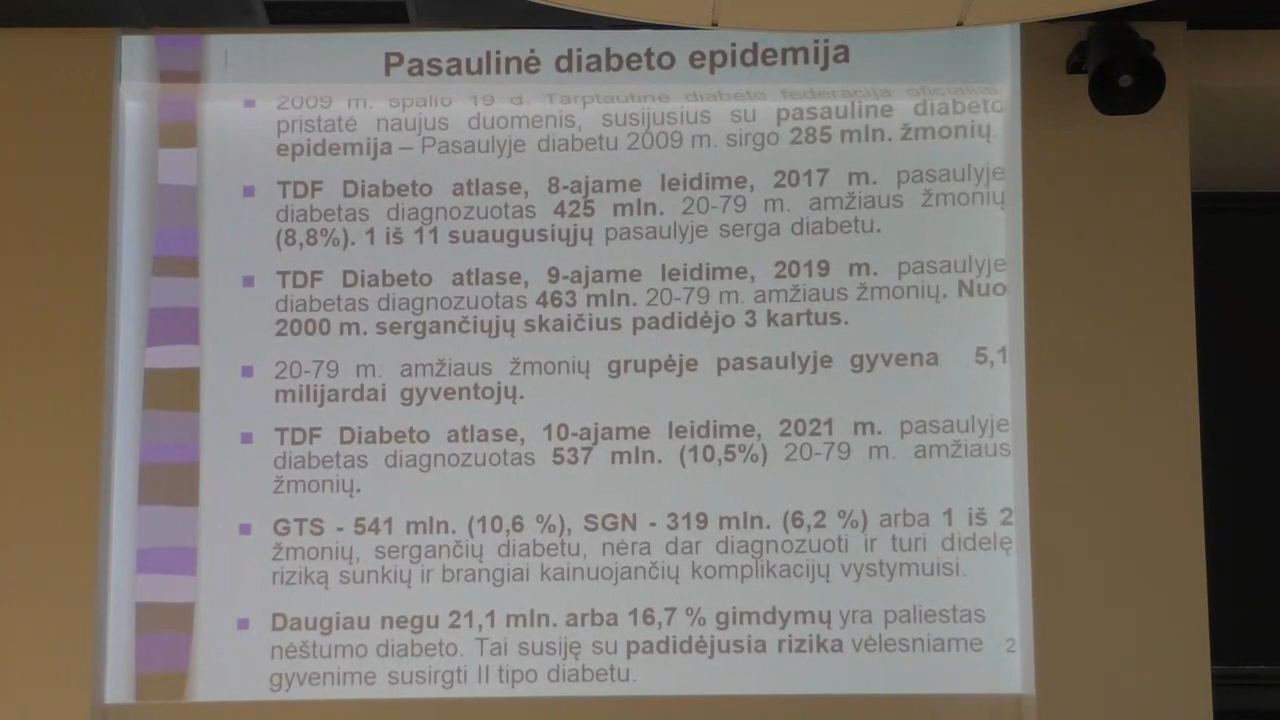 Pasaulinė diabeto epidemija
2009 m. spalio 19 d. Tarptautinė diabeto federacija oficialiai
pristatė naujus duomenis, susijusius su pasauline diabeto
epidemija – Pasaulyje diabetu 2009 m. sirgo 285 mln. žmonių.
TDF Diabeto atlase, 8-ajame leidime, 2017 m. pasaulyje
diabetas diagnozuotas 425 mln. 20-79 m. amžiaus žmonių
(8,8%). 1 iš 11 suaugusiųjų pasaulyje serga diabetu.
TDF Diabeto atlase, 9-ajame leidime, 2019 m. pasaulyje
diabetas diagnozuotas 463 mln. 20-79 m. amžiaus žmonių. Nuo
2000 m. sergančiųjų skaičius padidėjo 3 kartus.
20-79 m. amžiaus žmonių grupėje pasaulyje gyvena 5,1
milijardai gyventojų.
TDF Diabeto atlase, 10-ajame leidime, 2021 m. pasaulyje
diabetas diagnozuotas 537 mln. (10,5%) 20-79 m. amžiaus
žmonių.
GTS - 541 mln. (10,6 %), SGN - 319 mln. (6,2 %) arba 1 iš 2
žmonių, sergančių diabetu, nėra dar diagnozuoti ir turi didelę
riziką sunkių ir brangiai kainuojančių komplikacijų vystymuisi.
Daugiau negu 21,1 mln. arba 16,7 % gimdymų yra paliestas
nėštumo diabeto. Tai susiję su padidėjusia rizika vėlesniame
gyvenime susirgti II tipo diabetu.
2